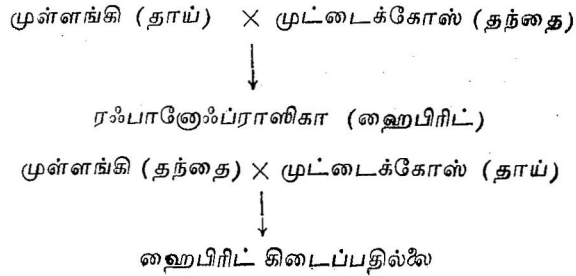 முள்ளங்கி (தாய்) × முட்டைக்கோஸ் (தந்தை)
↓
ரஃபானோஃப்ராஸிகா (ஹைபிரிட்)
முள்ளங்கி (தந்தை) × முட்டைக்கோஸ் (தாய்)
↓
ஹைபிரிட் கிடைப்பதில்லை